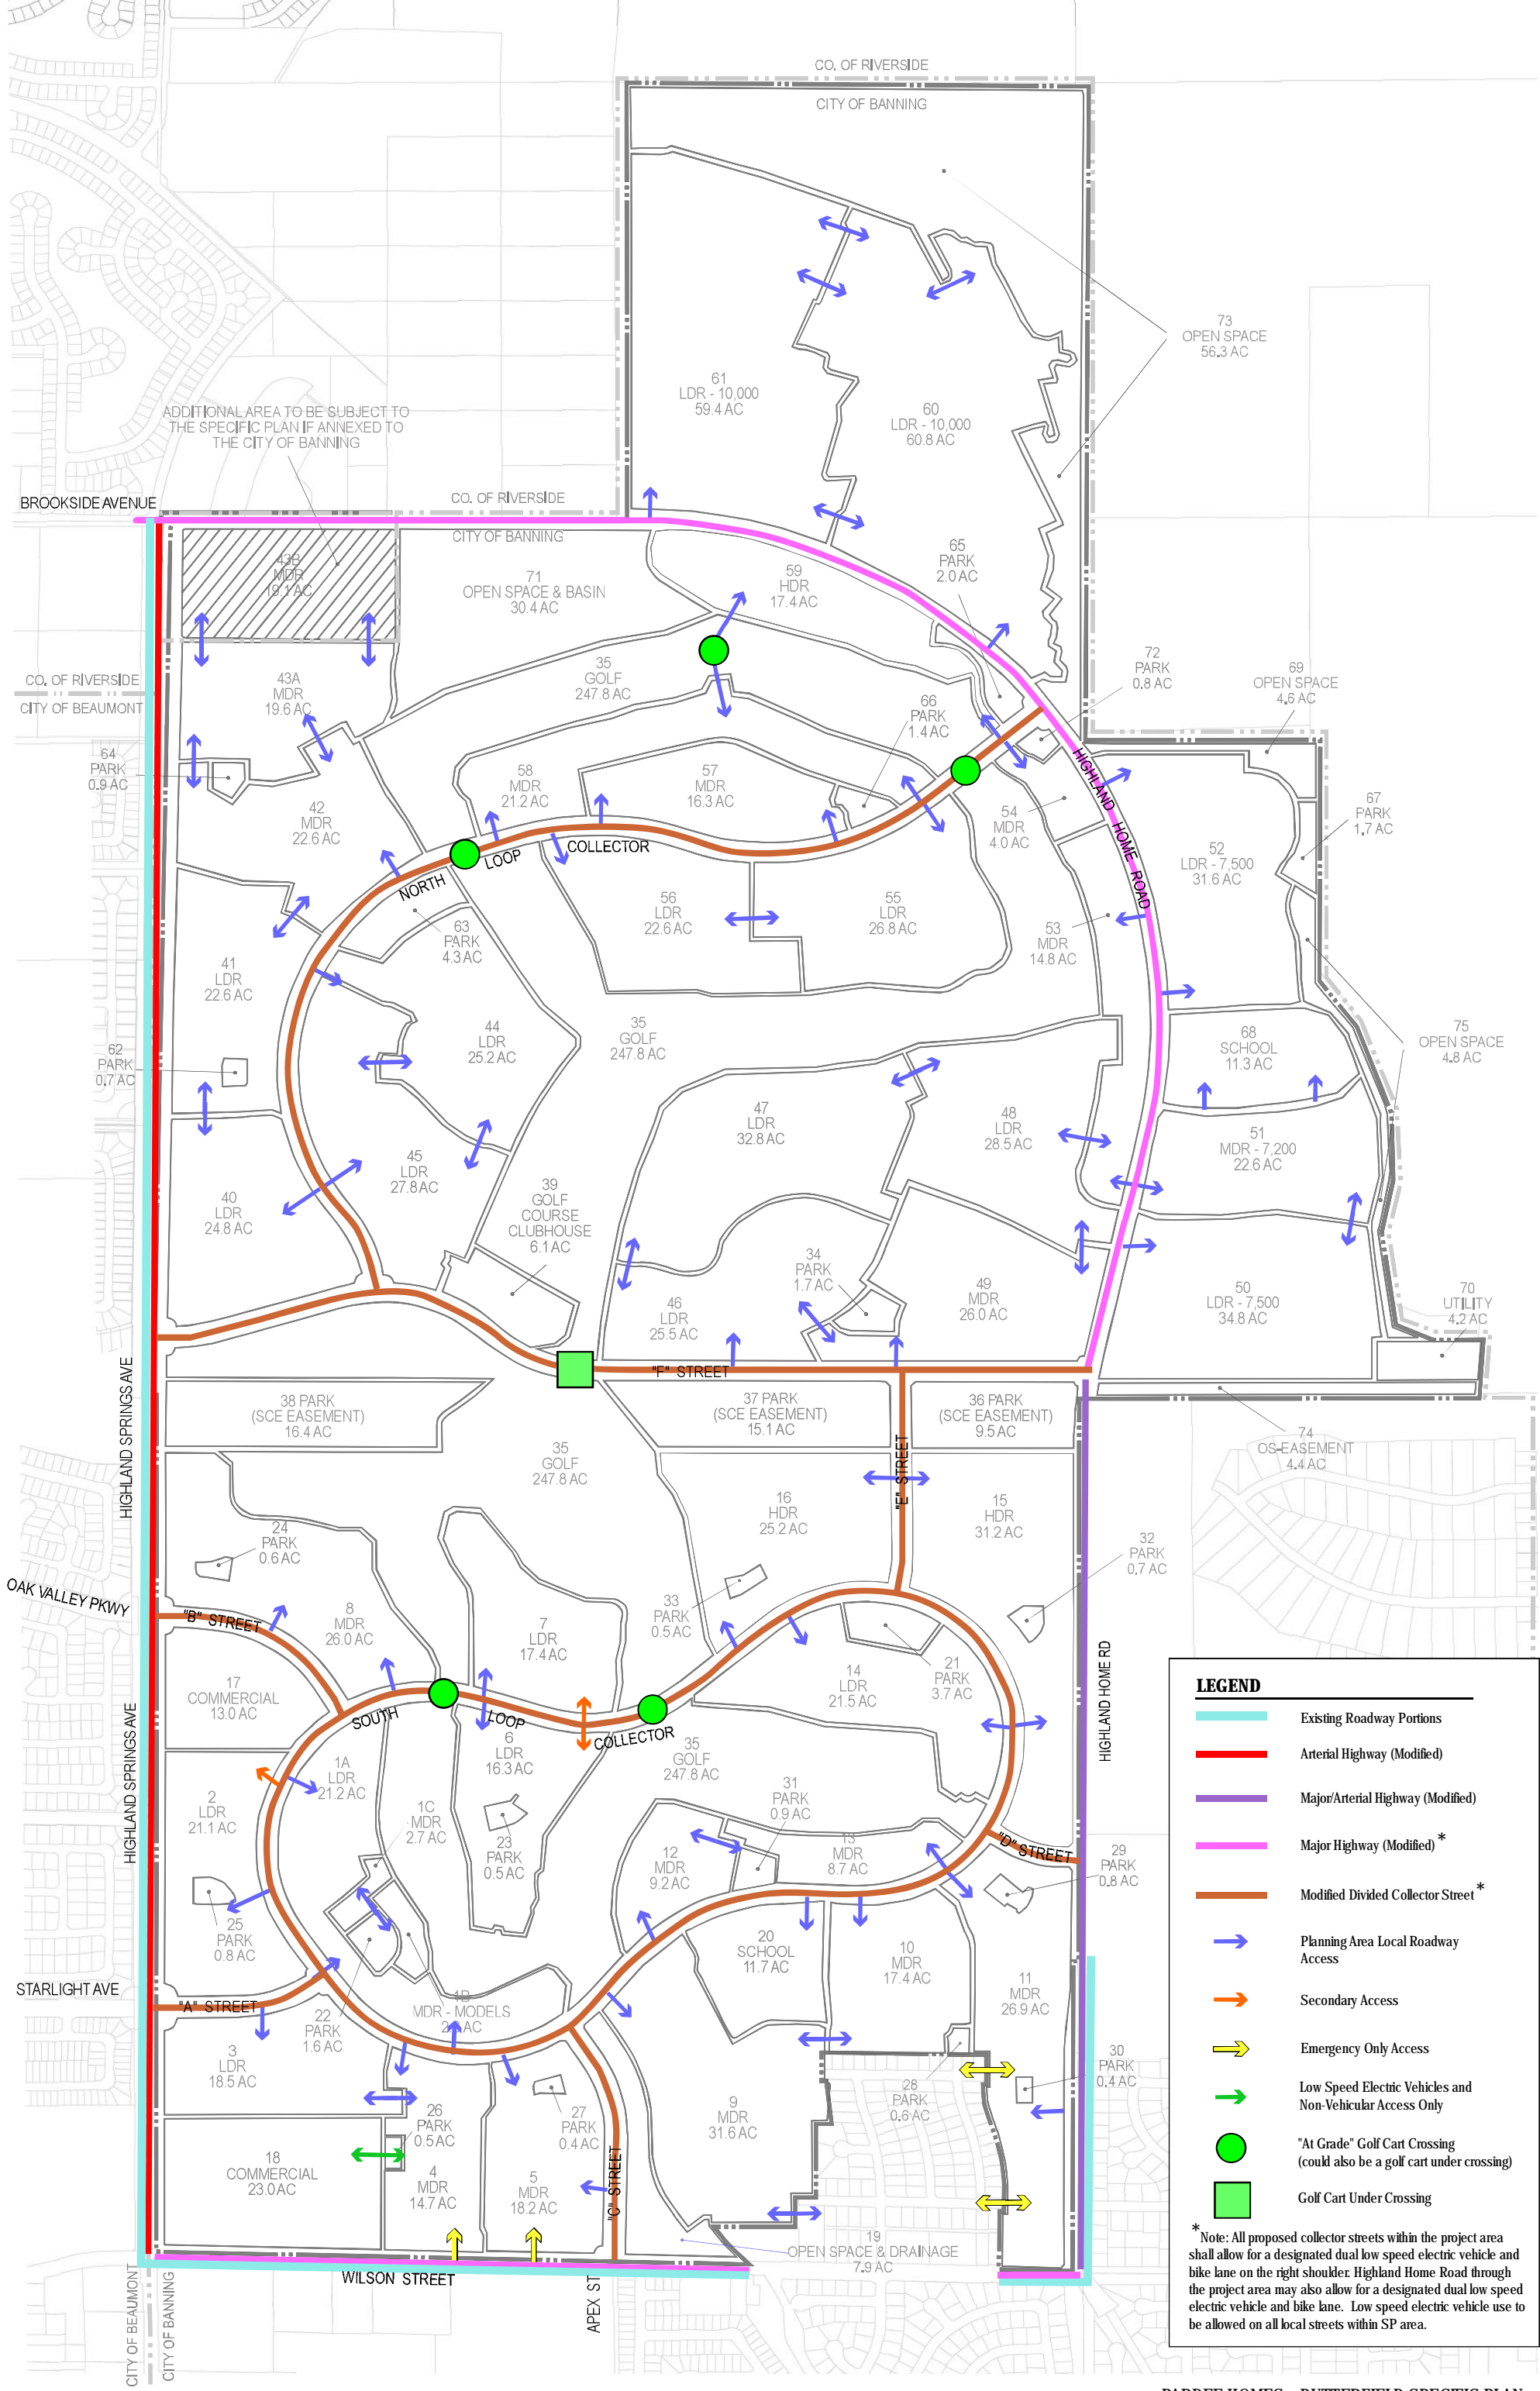 CO. OF RIVERSIDE
CITY OF BANNING
73
OPEN SPACE
56.3 AC
61
LDR - 10,000
59.4 AC
60
LDR - 10,000
60.8 AC
ADDITIONAL AREA TO BE SUBJECT TO
THE SPECIFIC PLAN IF ANNEXED TO
THE CITY OF BANNING
BROOKSIDE AVENUE
CO. OF RIVERSIDE
CITY OF BANNING
43B
MDR
19.1 AC
71
OPEN SPACE & BASIN
30.4 AC
59
HDR
17.4 AC
65
PARK
2.0 AC
72
PARK
0.8 AC
69
OPEN SPACE
4.6 AC
CO. OF RIVERSIDE
CITY OF BEAUMONT
43A
MDR
19.6 AC
35
GOLF
247.8 AC
66
PARK
1.4 AC
64
PARK
0.9 AC
58
MDR
21.2 AC
57
MDR
16.3 AC
42
MDR
22.6 AC
54
MDR
4.0 AC
HIGHLAND HOME ROAD
67
PARK
1.7 AC
52
LDR - 7,500
31.6 AC
NORTH LOOP COLLECTOR
56
LDR
22.6 AC
55
LDR
26.8 AC
63
PARK
4.3 AC
53
MDR
14.8 AC
41
LDR
22.6 AC
44
LDR
25.2 AC
35
GOLF
247.8 AC
68
SCHOOL
11.3 AC
75
OPEN SPACE
4.8 AC
62
PARK
0.7 AC
47
LDR
32.8 AC
48
LDR
28.5 AC
51
MDR - 7,200
22.6 AC
45
LDR
27.8 AC
40
LDR
24.8 AC
39
GOLF
COURSE
CLUBHOUSE
6.1 AC
34
PARK
1.7 AC
49
MDR
26.0 AC
46
LDR
25.5 AC
50
LDR - 7,500
34.8 AC
70
UTILITY
4.2 AC
"F" STREET
HIGHLAND SPRINGS AVE
38 PARK
(SCE EASEMENT)
16.4 AC
37 PARK
(SCE EASEMENT)
15.1 AC
36 PARK
(SCE EASEMENT)
9.5 AC
74
OS-EASEMENT
4.4 AC
35
GOLF
247.8 AC
"E" STREET
16
HDR
25.2 AC
15
HDR
31.2 AC
24
PARK
0.6 AC
32
PARK
0.7 AC
OAK VALLEY PKWY
"B" STREET
8
MDR
26.0 AC
7
LDR
17.4 AC
33
PARK
0.5 AC
21
PARK
3.7 AC
14
LDR
21.5 AC
17
COMMERCIAL
13.0 AC
SOUTH LOOP COLLECTOR
HIGHLAND HOME RD
HIGHLAND SPRINGS AVE
6
LDR
16.3 AC
35
GOLF
247.8 AC
1A
LDR
21.2 AC
2
LDR
21.1 AC
1C
MDR
2.7 AC
31
PARK
0.9 AC
23
PARK
0.5 AC
12
MDR
9.2 AC
13
MDR
8.7 AC
"D" STREET
29
PARK
0.8 AC
25
PARK
0.8 AC
20
SCHOOL
11.7 AC
10
MDR
17.4 AC
11
MDR
26.9 AC
STARLIGHT AVE
"A" STREET
1B
MDR - MODELS
AC
22
PARK
1.6 AC
3
LDR
18.5 AC
30
PARK
0.4 AC
28
PARK
0.6 AC
26
PARK
0.5 AC
27
PARK
0.4 AC
9
MDR
31.6 AC
18
COMMERCIAL
23.0 AC
4
MDR
14.7 AC
5
MDR
18.2 AC
"C" STREET
19
OPEN SPACE & DRAINAGE
7.9 AC
WILSON STREET
APEX ST
CITY OF BEAUMONT
CITY OF BANNING
LEGEND
Existing Roadway Portions
Arterial Highway (Modified)
Major/Arterial Highway (Modified)
Major Highway (Modified) *
Modified Divided Collector Street *
Planning Area Local Roadway
Access
Secondary Access
Emergency Only Access
Low Speed Electric Vehicles and
Non-Vehicular Access Only
"At Grade" Golf Cart Crossing
(could also be a golf cart under crossing)
Golf Cart Under Crossing
*Note: All proposed collector streets within the project area
shall allow for a designated dual low speed electric vehicle and
bike lane on the right shoulder. Highland Home Road through
the project area may also allow for a designated dual low speed
electric vehicle and bike lane. Low speed electric vehicle use to
be allowed on all local streets within SP area.